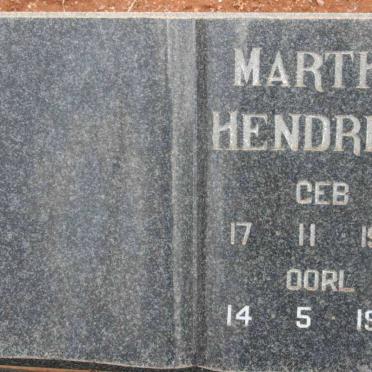 MARTH
HENDRI
GEB
17 11 19
OORL
14 5 19